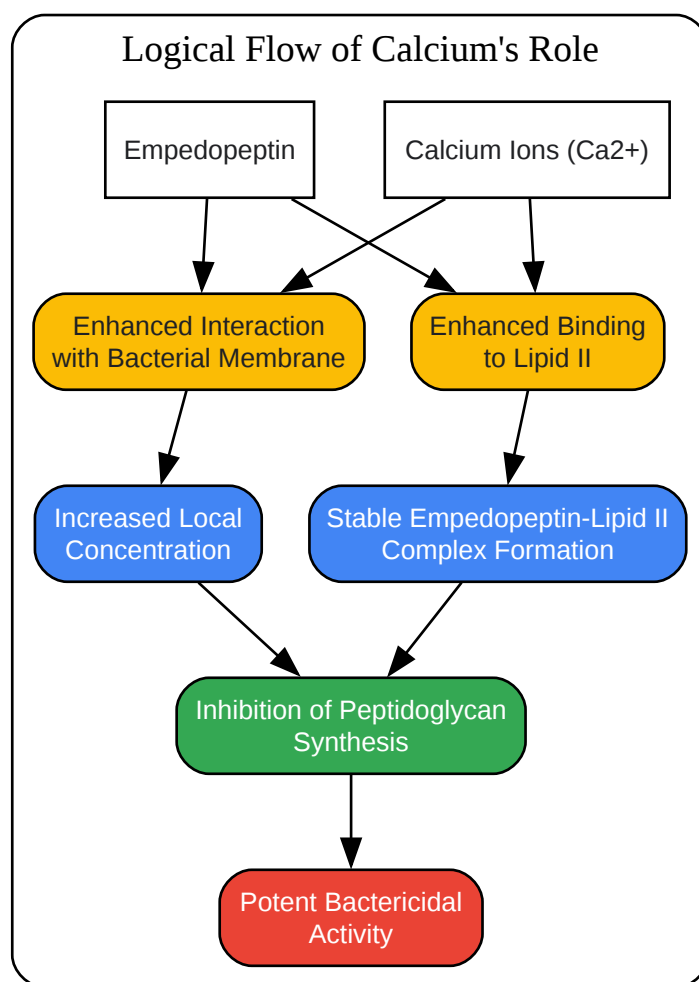 Logical Flow of Calcium's Role
Empedopeptin
Calcium Ions (Ca2+)
Enhanced Interaction
with Bacterial Membrane
Enhanced Binding
to Lipid II
Increased Local
Concentration
Stable Empedopeptin-Lipid II
Complex Formation
Inhibition of Peptidoglycan
Synthesis
Potent Bactericidal
Activity